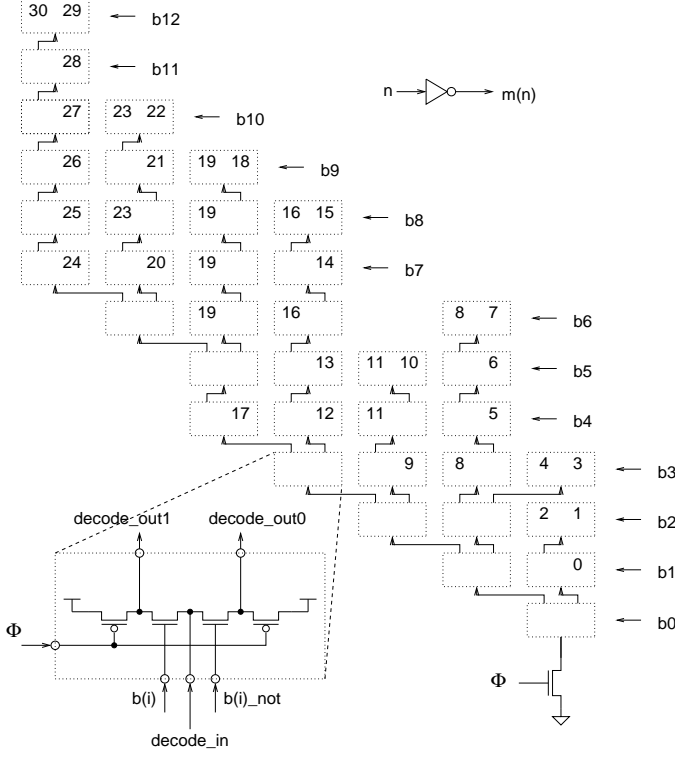 30 29 b12
28 b11
n m(n)
27 23 22 b10
26 21 19 18 b9
25 23 19 16 15 b8
24 20 19 14 b7
19 16 8 7 b6
13 11 10 6 b5
17 12 11 5 b4
9 8 4 3 b3
decode_out1 decode_out0 2 1 b2
0 b1
Φ b0
b(i) b(i)_not Φ
decode_in